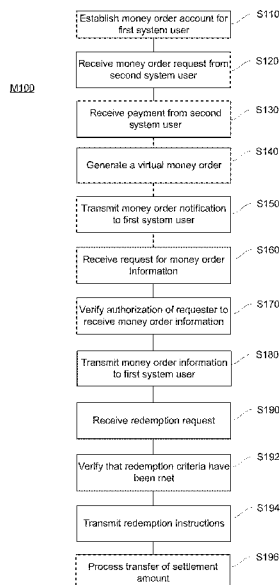 Establish money order account for
first system user
S110
Receive money order request from
second system user
S120
M100
Receive payment from second
system user
S130
Generate a virtual money order
S140
Transmit money order notification
to first system user
S150
Receive request for money order
information
S160
Verify authorization of requester to
receive money order information
S170
Transmit money order information
to first system user
S180
Receive redemption request
S190
Verify that redemption criteria have
been met
S192
Transmit redemption instructions
S194
Process transfer of settlement
amount
S196